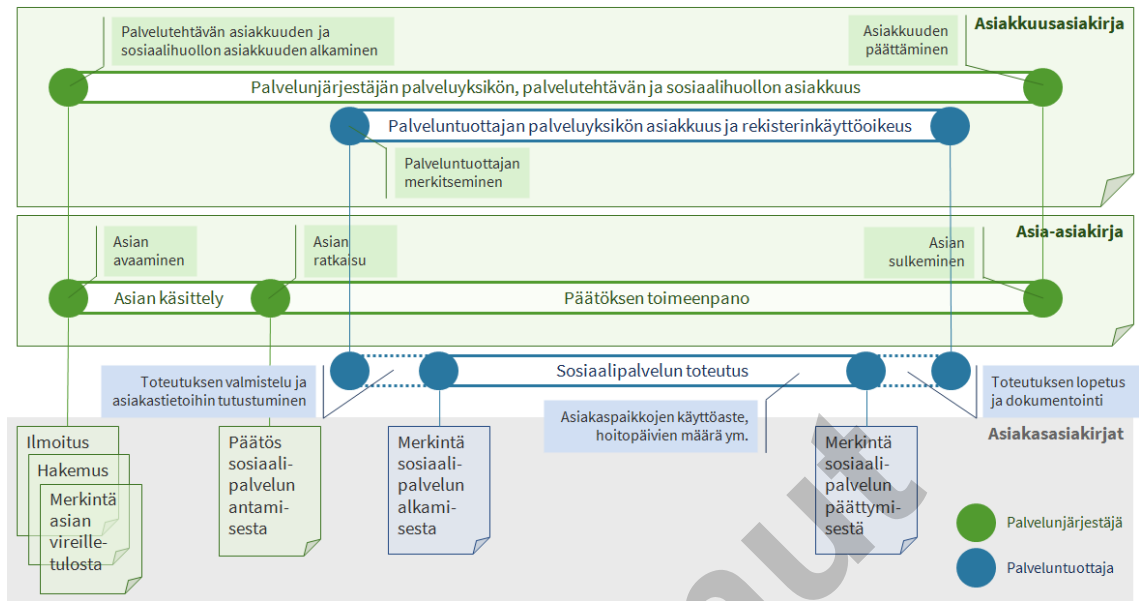 Asiakkuusasiakirja
Palvelutehtävän asiakkuuden ja
sosiaalihuollon asiakkuuden alkaminen
Asiakkuuden
päättäminen
Palvelunjärjestäjän palveluyksikön, palvelutehtävän ja sosiaalihuollon asiakkuus
Palveluntuottajan palveluyksikön asiakkuus ja rekisterinkäyttöoikeus
Palveluntuottajan
merkitseminen
Asia-asiakirja
Asian
avaaminen
Asian
ratkaisu
Asian
sulkeminen
Asian käsittely
Päätöksen toimeenpano
Toteutuksen valmistelu ja
asiakastietoihin tutustuminen
Sosiaalipalvelun toteutus
Asiakaspaikkojen käyttöaste,
hoitopäivien määrä ym.
Toteutuksen lopetus
ja dokumentointi
Asiakasasiakirjat
Ilmoitus
Hakemus
Merkintä
asian
vireille-
tulosta
Päätös
sosiaali-
palvelun
antami-
sesta
Merkintä
sosiaali-
palvelun
alkami-
sesta
Merkintä
sosiaali-
palvelun
päättymi-
sestä
Palvelunjärjestäjä
Palveluntuottaja